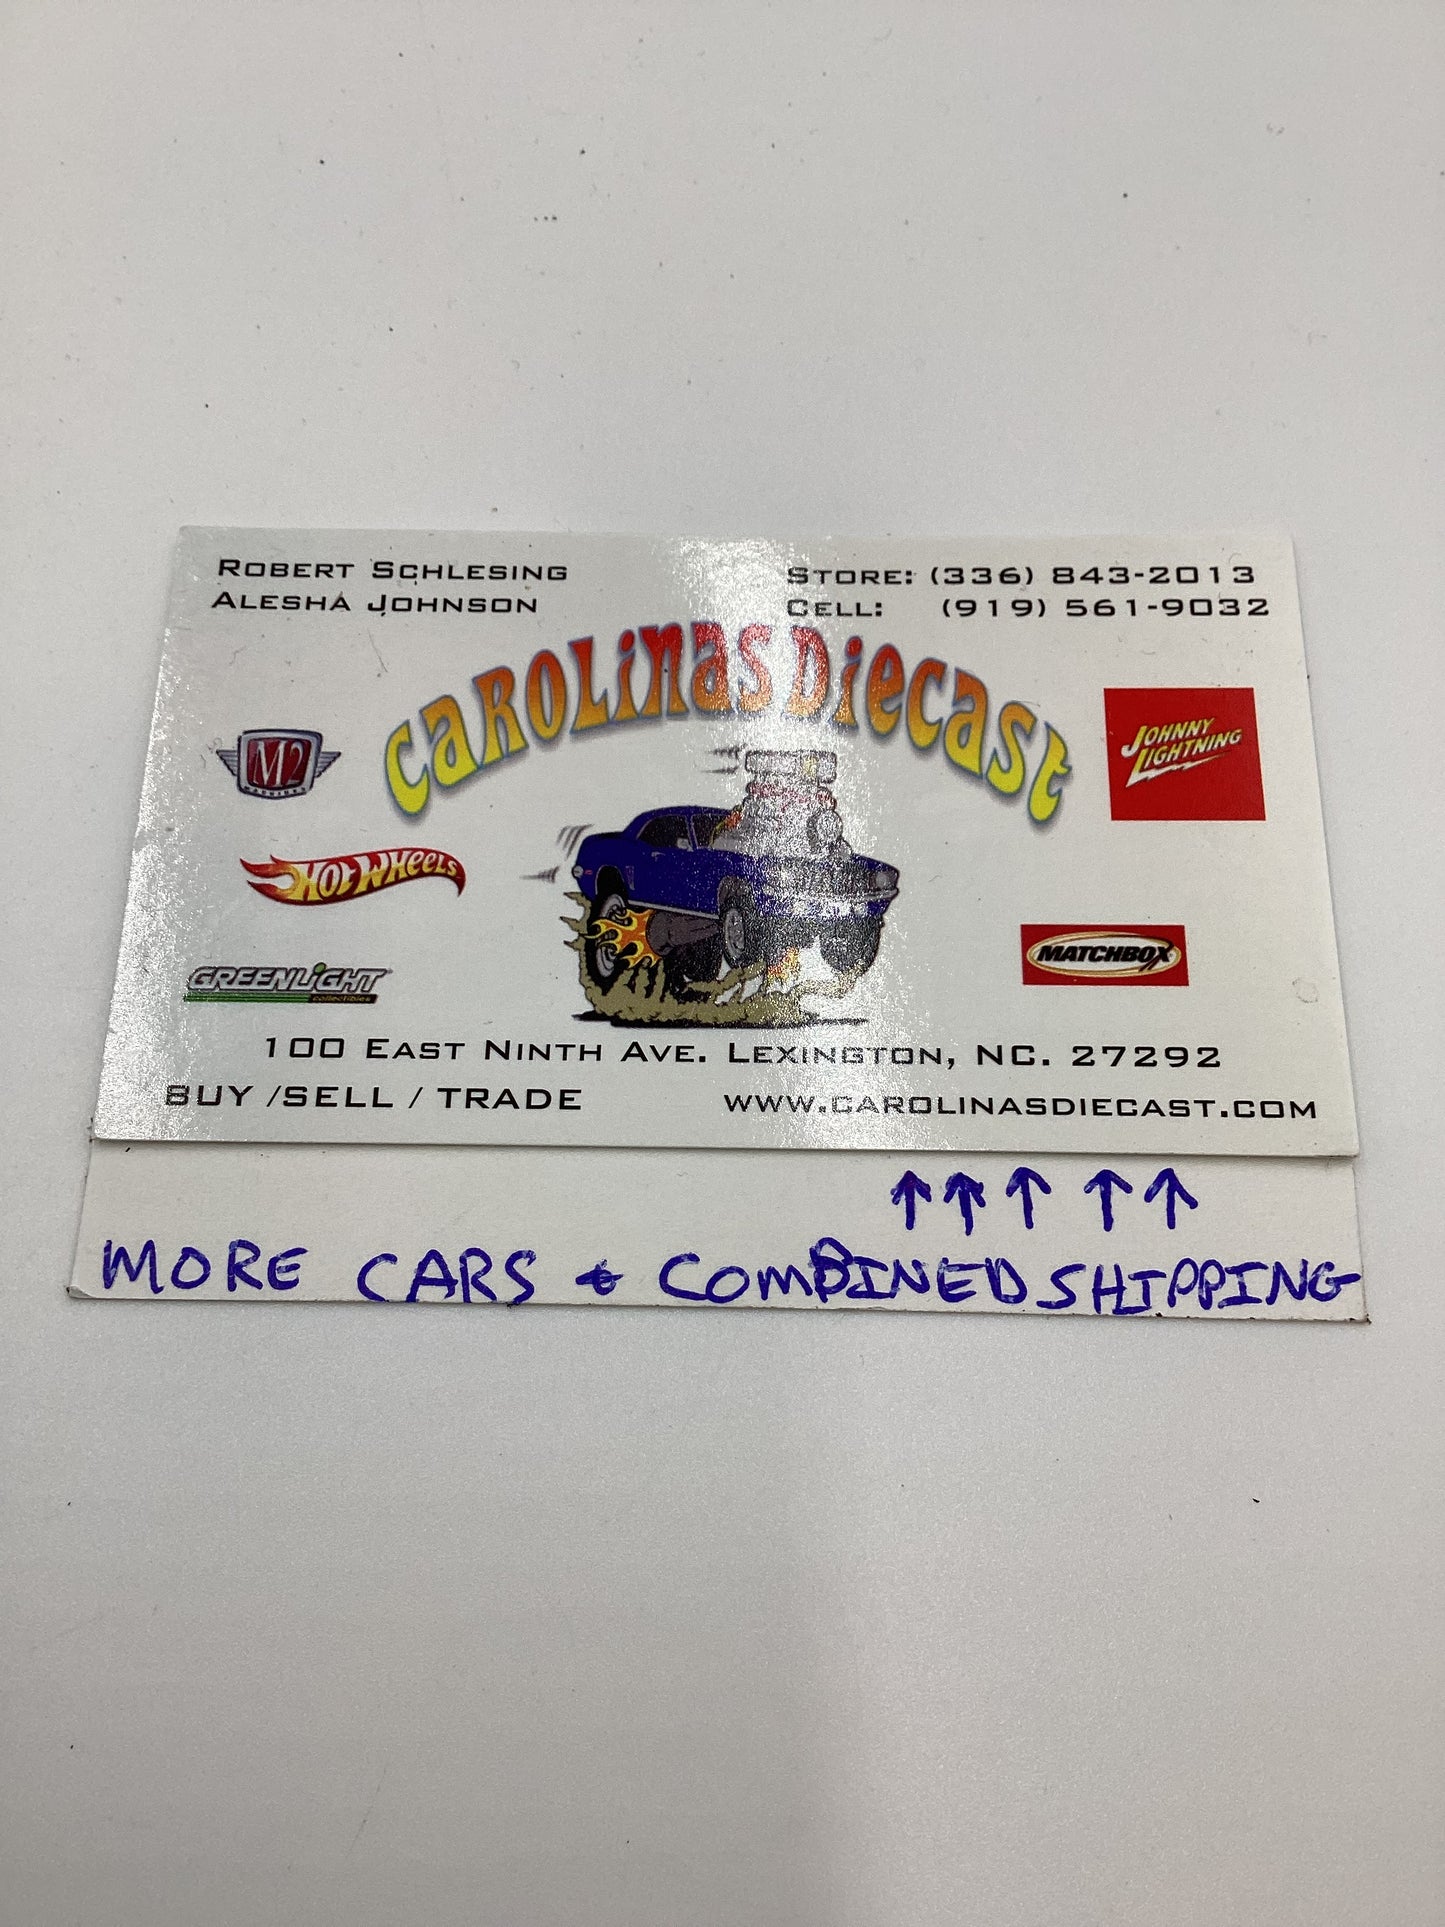 ROBERT SCHLESING
ALESHA JOHNSON
STORE: (336) 843-2013
CELL: (919) 561-9032
CAROLINAS DIECAST
M2
MACHINES
JOHNNY
LIGHTNING
HOT WHEELS
GREENLIGHT
collectibles
MATCHBOX
100 EAST NINTH AVE. LEXINGTON, NC. 27292
BUY /SELL / TRADE
WWW.CAROLINASDIECAST.COM
↑↑↑↑↑
MORE CARS & COMBINED SHIPPING